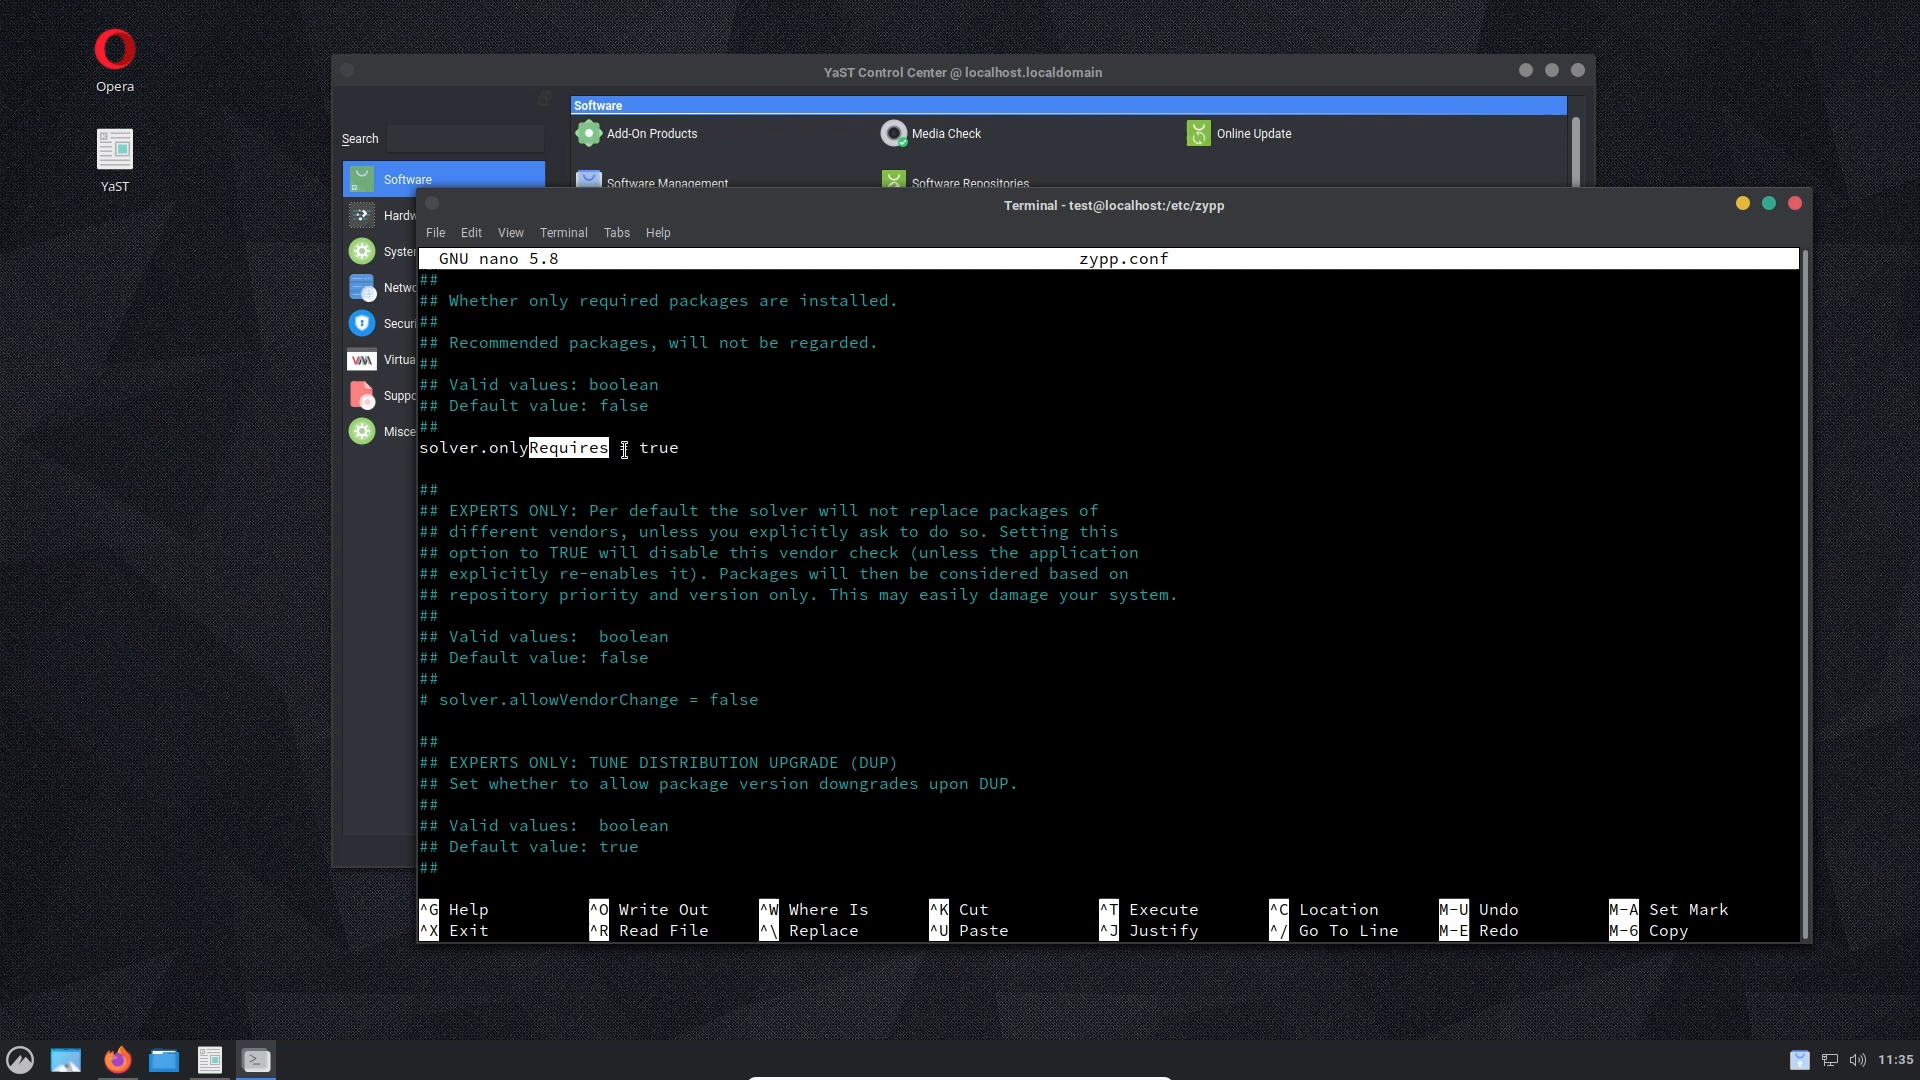 Opera
YaST
YaST Control Center @ localhost.localdomain
Search
Software
Hardw
Syste
Netwo
Securi
Virtua
Suppo
Misce
Software
Add-On Products
Media Check
Online Update
Software Management
Software Repositories
Terminal - test@localhost:/etc/zypp
File Edit View Terminal Tabs Help
GNU nano 5.8 zypp.conf
##
## Whether only required packages are installed.
##
## Recommended packages, will not be regarded.
##
## Valid values: boolean
## Default value: false
##
solver.onlyRequires = true
##
## EXPERTS ONLY: Per default the solver will not replace packages of
## different vendors, unless you explicitly ask to do so. Setting this
## option to TRUE will disable this vendor check (unless the application
## explicitly re-enables it). Packages will then be considered based on
## repository priority and version only. This may easily damage your system.
##
## Valid values:  boolean
## Default value: false
##
# solver.allowVendorChange = false
##
## EXPERTS ONLY: TUNE DISTRIBUTION UPGRADE (DUP)
## Set whether to allow package version downgrades upon DUP.
##
## Valid values:  boolean
## Default value: true
##
^G Help ^O Write Out ^W Where Is ^K Cut ^T Execute ^C Location M-U Undo M-A Set Mark
^X Exit ^R Read File ^\ Replace ^U Paste ^J Justify ^/ Go To Line M-E Redo M-6 Copy
11:35